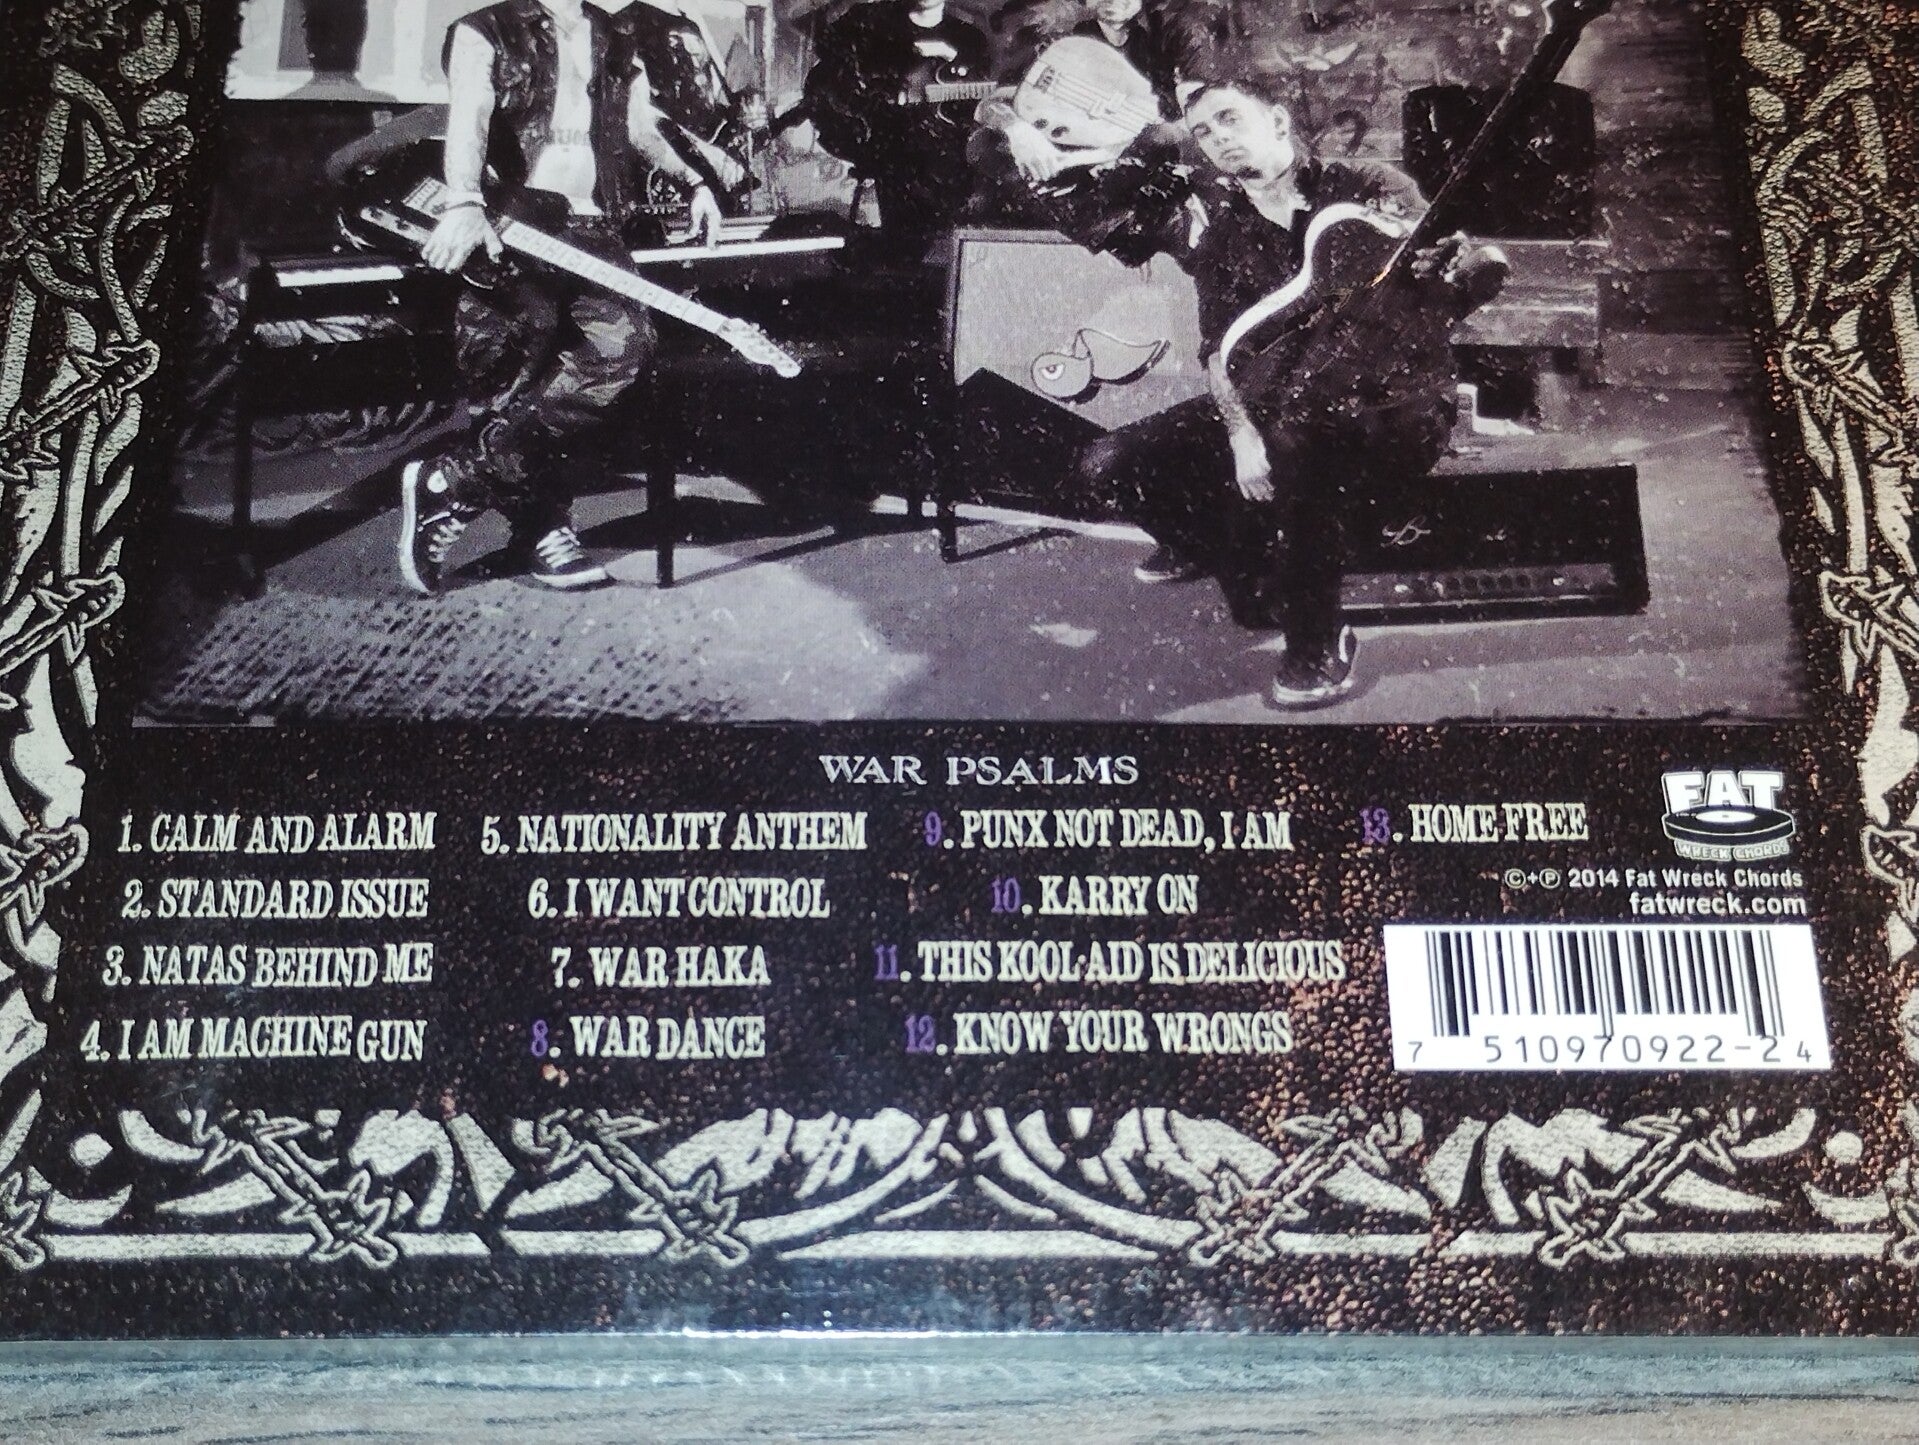 WAR PSALMS
1. CALM AND ALARM
2. STANDARD ISSUE
3. NATAS BEHIND ME
4. I AM MACHINE GUN
5. NATIONALITY ANTHEM
6. I WANT CONTROL
7. WAR HAKA
8. WAR DANCE
9. PUNX NOT DEAD, I AM
10. KARRY ON
11. THIS KOOL-AID IS DELICIOUS
12. KNOW YOUR WRONGS
13. HOME FREE
FAT
WRECK CHORDS
©+℗ 2014 Fat Wreck Chords
fatwreck.com
7 51097 0922-2 4